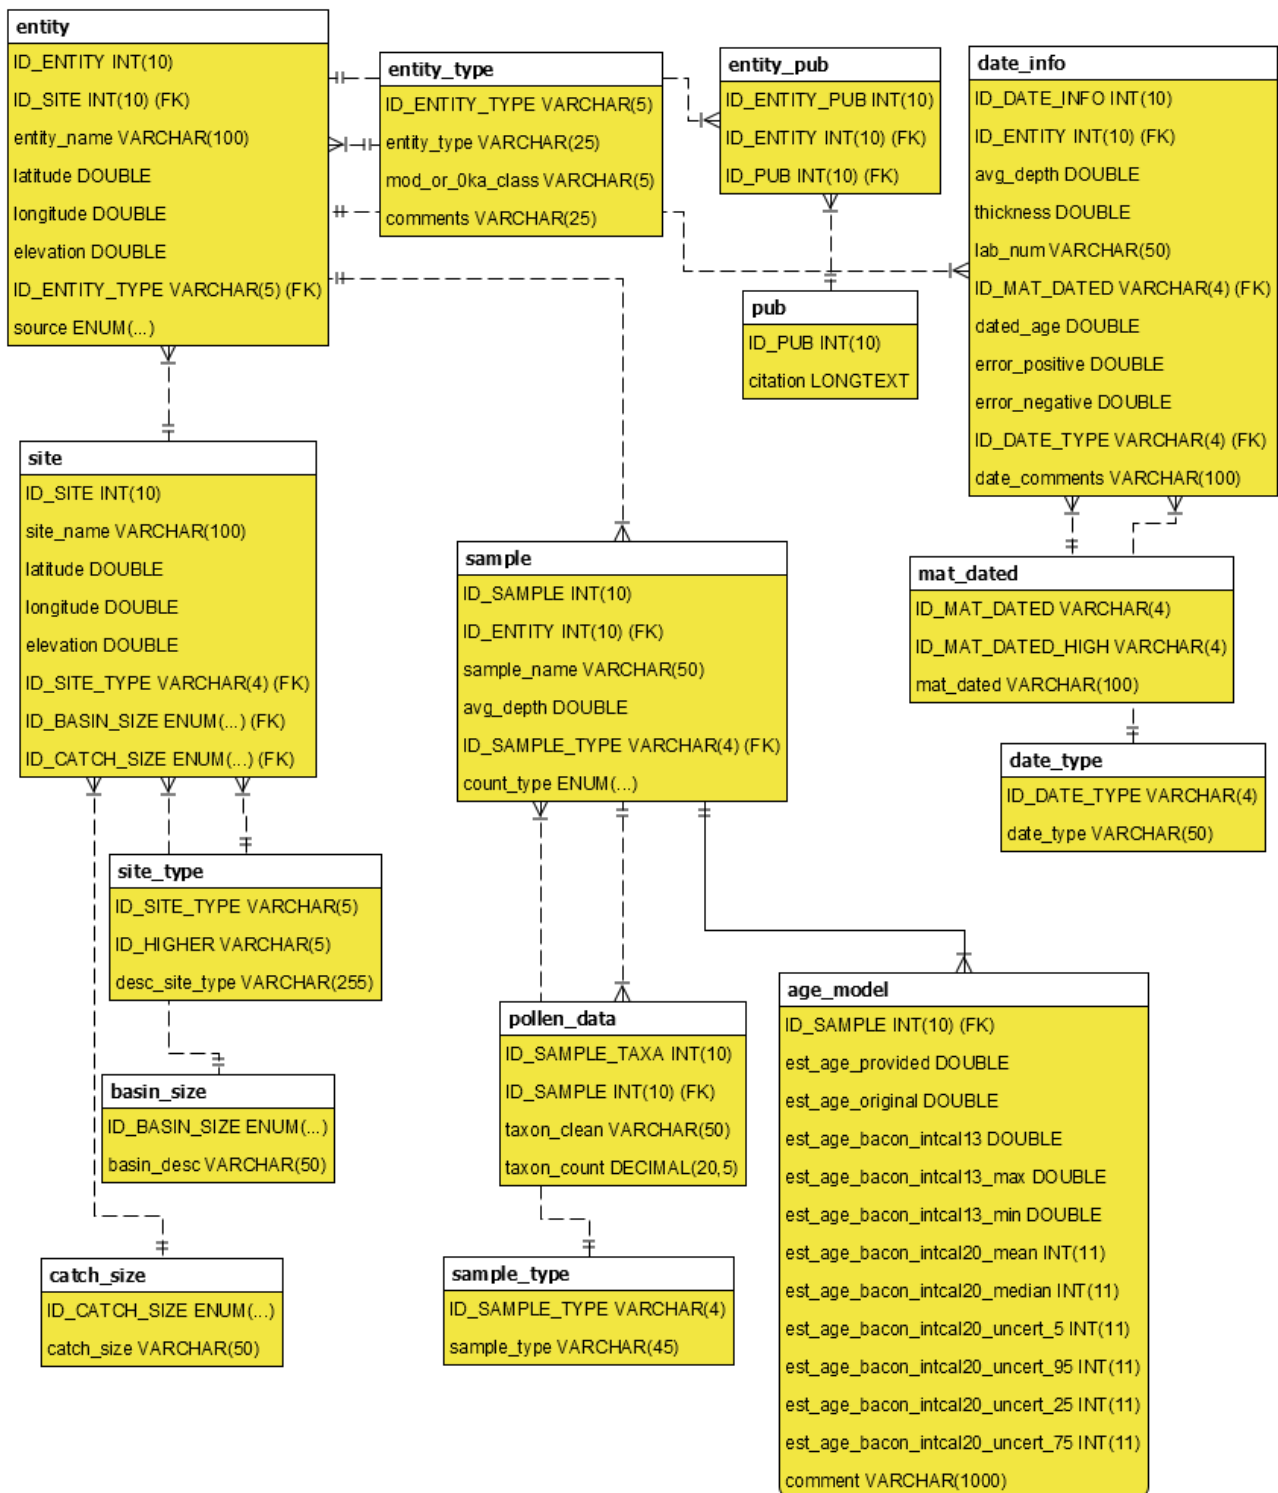 entity
ID_ENTITY INT(10)
ID_SITE INT(10) (FK)
entity_name VARCHAR(100)
latitude DOUBLE
longitude DOUBLE
elevation DOUBLE
ID_ENTITY_TYPE VARCHAR(5) (FK)
source ENUM(...)
entity_type
ID_ENTITY_TYPE VARCHAR(5)
entity_type VARCHAR(25)
mod_or_0ka_class VARCHAR(5)
comments VARCHAR(25)
entity_pub
ID_ENTITY_PUB INT(10)
ID_ENTITY INT(10) (FK)
ID_PUB INT(10) (FK)
date_info
ID_DATE_INFO INT(10)
ID_ENTITY INT(10) (FK)
avg_depth DOUBLE
thickness DOUBLE
lab_num VARCHAR(50)
ID_MAT_DATED VARCHAR(4) (FK)
dated_age DOUBLE
error_positive DOUBLE
error_negative DOUBLE
ID_DATE_TYPE VARCHAR(4) (FK)
date_comments VARCHAR(100)
pub
ID_PUB INT(10)
citation LONGTEXT
site
ID_SITE INT(10)
site_name VARCHAR(100)
latitude DOUBLE
longitude DOUBLE
elevation DOUBLE
ID_SITE_TYPE VARCHAR(4) (FK)
ID_BASIN_SIZE ENUM(...) (FK)
ID_CATCH_SIZE ENUM(...) (FK)
sample
ID_SAMPLE INT(10)
ID_ENTITY INT(10) (FK)
sample_name VARCHAR(50)
avg_depth DOUBLE
ID_SAMPLE_TYPE VARCHAR(4) (FK)
count_type ENUM(...)
mat_dated
ID_MAT_DATED VARCHAR(4)
ID_MAT_DATED_HIGH VARCHAR(4)
mat_dated VARCHAR(100)
date_type
ID_DATE_TYPE VARCHAR(4)
date_type VARCHAR(50)
site_type
ID_SITE_TYPE VARCHAR(5)
ID_HIGHER VARCHAR(5)
desc_site_type VARCHAR(255)
basin_size
ID_BASIN_SIZE ENUM(...)
basin_desc VARCHAR(50)
catch_size
ID_CATCH_SIZE ENUM(...)
catch_size VARCHAR(50)
pollen_data
ID_SAMPLE_TAXA INT(10)
ID_SAMPLE INT(10) (FK)
taxon_clean VARCHAR(50)
taxon_count DECIMAL(20,5)
sample_type
ID_SAMPLE_TYPE VARCHAR(4)
sample_type VARCHAR(45)
age_model
ID_SAMPLE INT(10) (FK)
est_age_provided DOUBLE
est_age_original DOUBLE
est_age_bacon_intcal13 DOUBLE
est_age_bacon_intcal13_max DOUBLE
est_age_bacon_intcal13_min DOUBLE
est_age_bacon_intcal20_mean INT(11)
est_age_bacon_intcal20_median INT(11)
est_age_bacon_intcal20_uncert_5 INT(11)
est_age_bacon_intcal20_uncert_95 INT(11)
est_age_bacon_intcal20_uncert_25 INT(11)
est_age_bacon_intcal20_uncert_75 INT(11)
comment VARCHAR(1000)